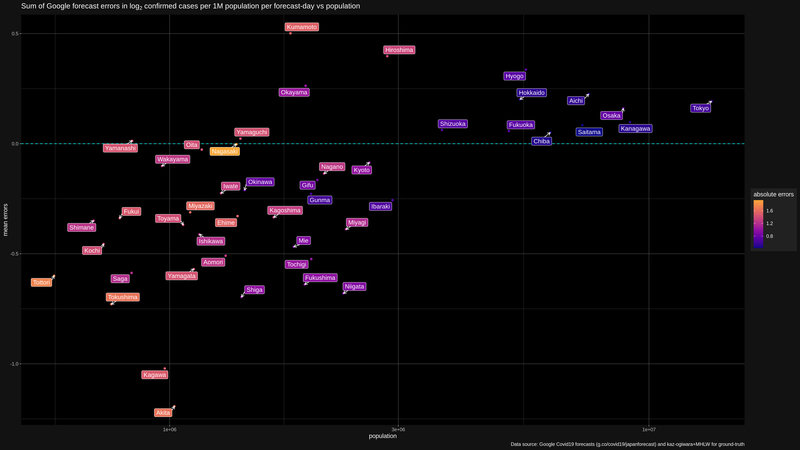 Sum of Google forecast errors in log2 confirmed cases per 1M population per forecast-day vs population
0.5
0.0
-0.5
-1.0
mean errors
Kumamoto
Hiroshima
Hyogo
Okayama
Hokkaido
Aichi
Tokyo
Osaka
Shizuoka
Fukuoka
Kanagawa
Saitama
Yamaguchi
Chiba
Oita
Yamanashi
Nagasaki
Wakayama
Nagano
Kyoto
Okinawa
Iwate
Gifu
Gunma
Miyazaki
Ibaraki
Fukui
Kagoshima
Toyama
Ehime
Miyagi
Shimane
Ishikawa
Mie
Kochi
Aomori
Tochigi
Yamagata
Saga
Fukushima
Tottori
Shiga
Niigata
Tokushima
Kagawa
Akita
1e+06
3e+06
1e+07
population
absolute errors
1.6
1.2
0.8
Data source: Google Covid19 forecasts (g.co/covid19/japanforecast) and kaz-ogiwara+MHLW for ground-truth